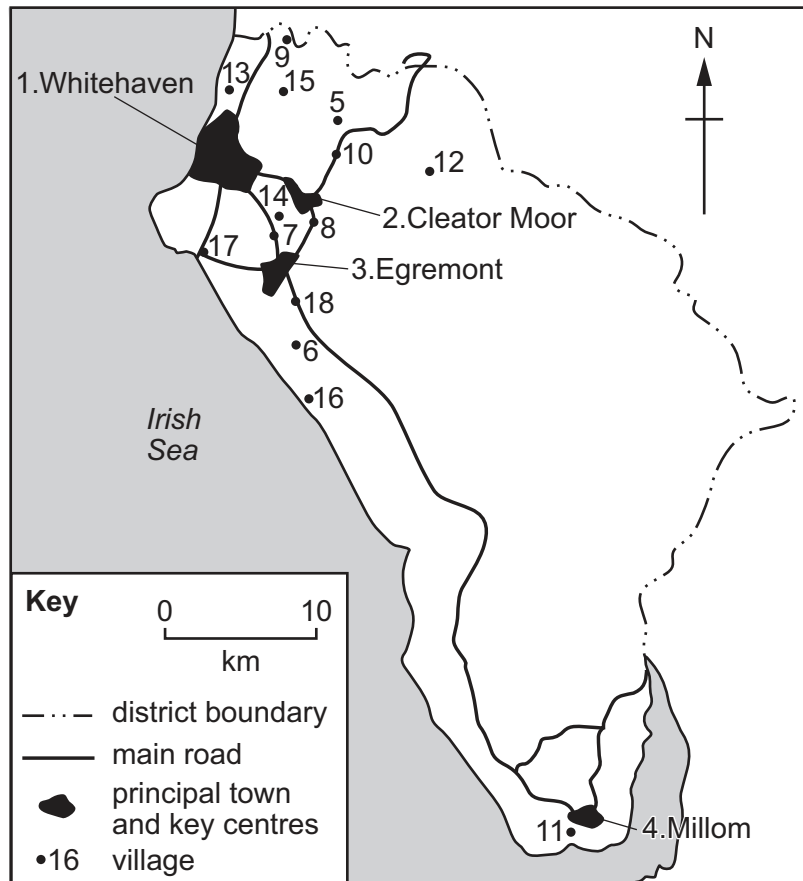 9
N
13
15
1.Whitehaven
5
10
12
14
2.Cleator Moor
8
7
17
3.Egremont
18
6
16
Irish
Sea
Key
0 10
km
district boundary
main road
principal town
and key centres
16 village
11
4.Millom